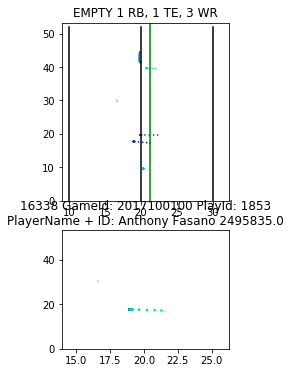 EMPTY 1 RB, 1 TE, 3 WR
50
40
30
20
10
0
10 15 20 25 30
16338 GameId: 2017100100 PlayId: 1853
PlayerName + ID: Anthony Fasano 2495835.0
40
20
0
15.0 17.5 20.0 22.5 25.0